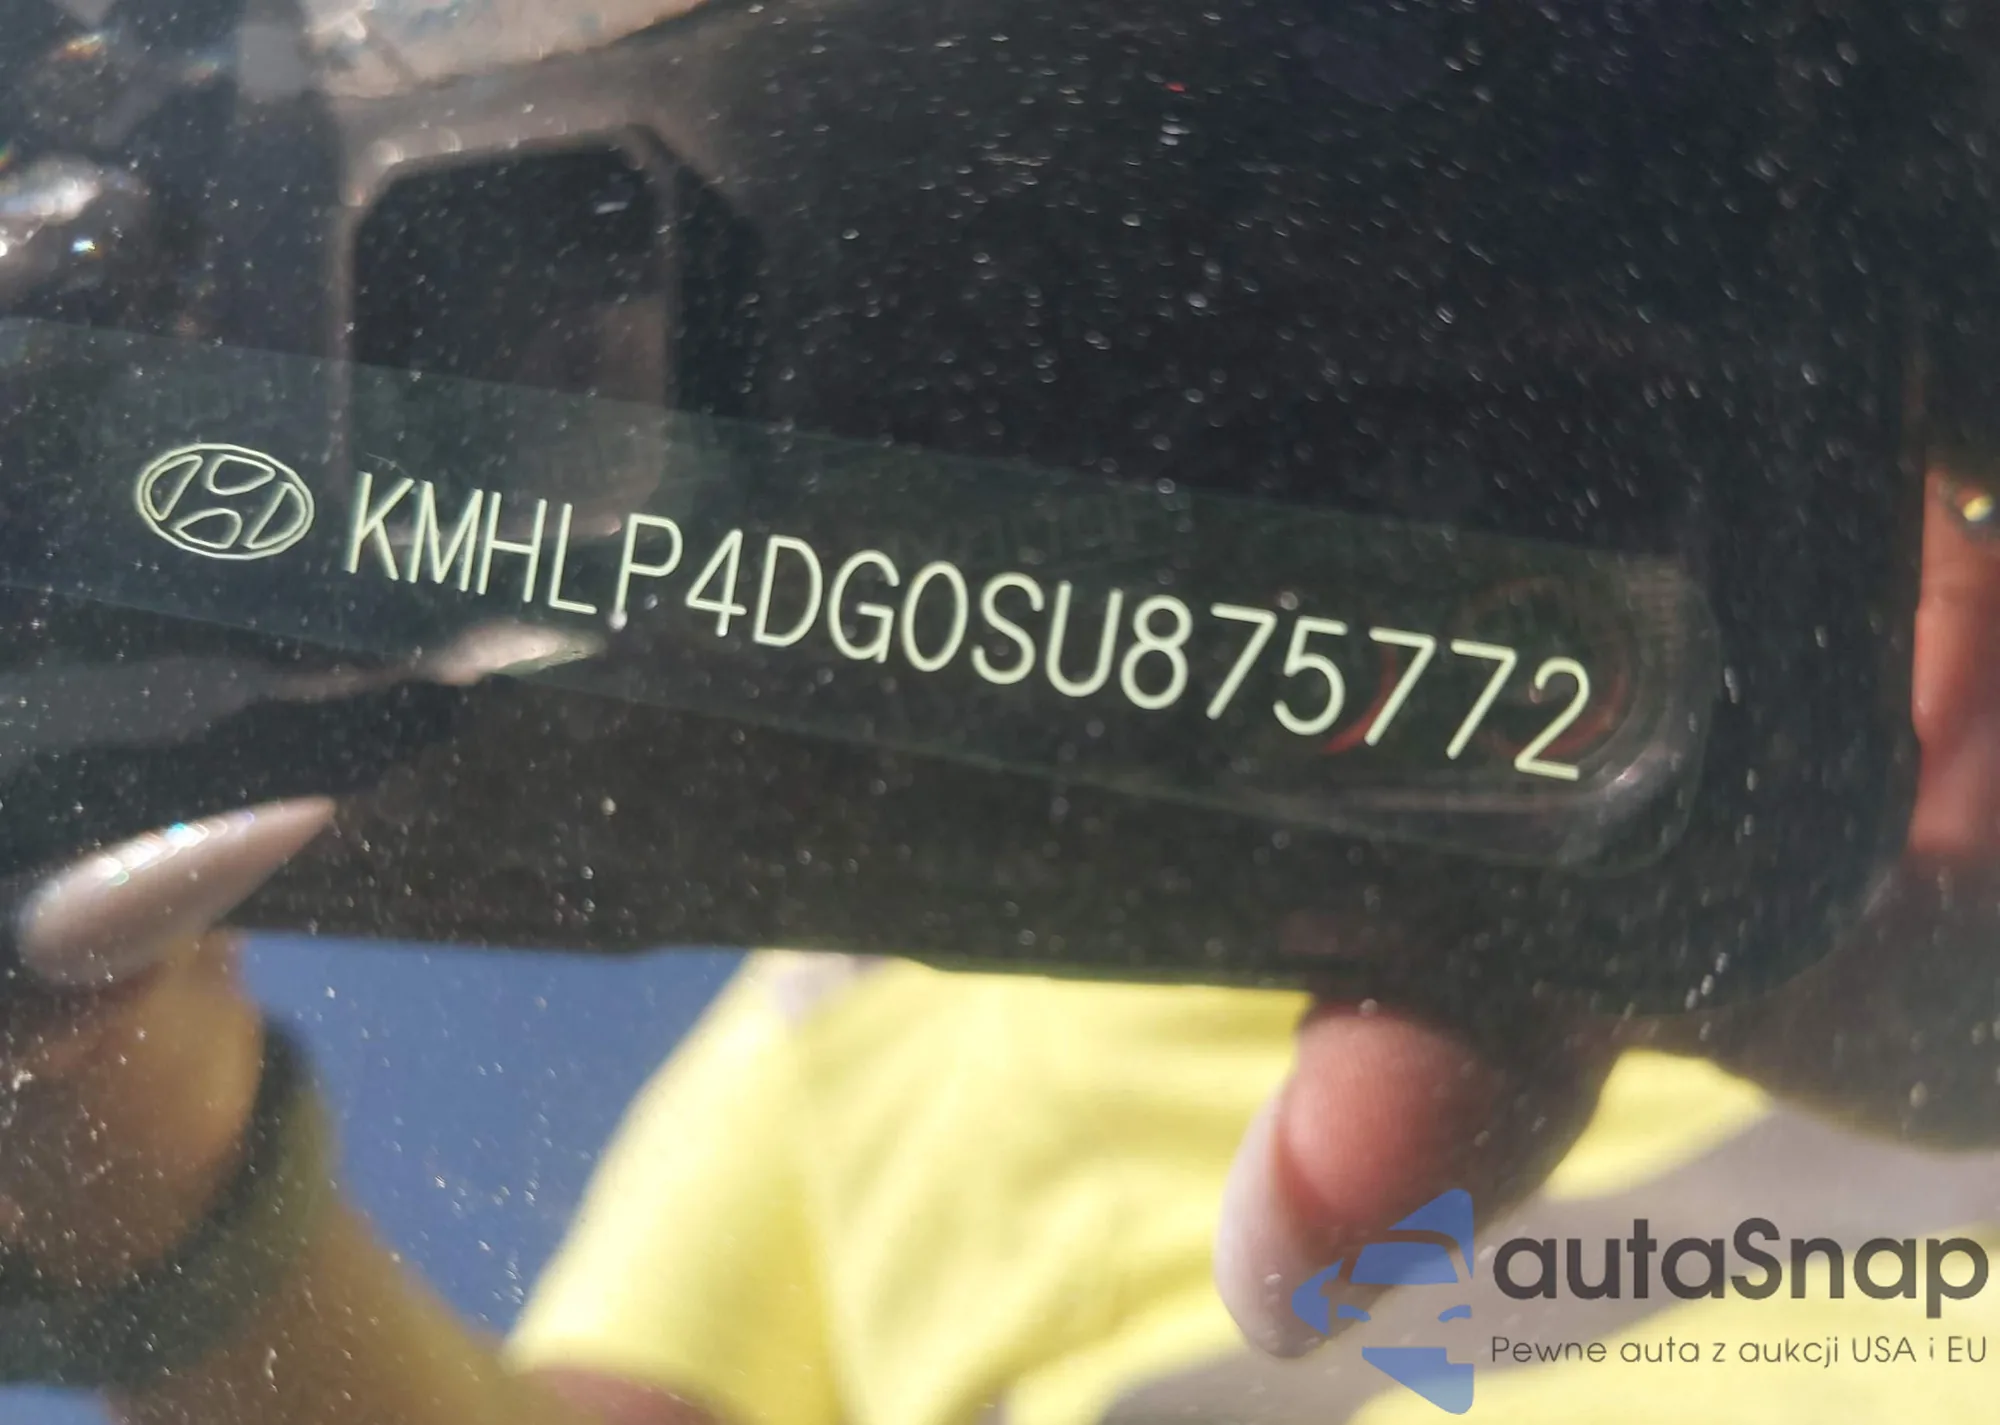 KMHLP4DG0SU875772
autaSnap
Pewne auta z aukcji USA i EU